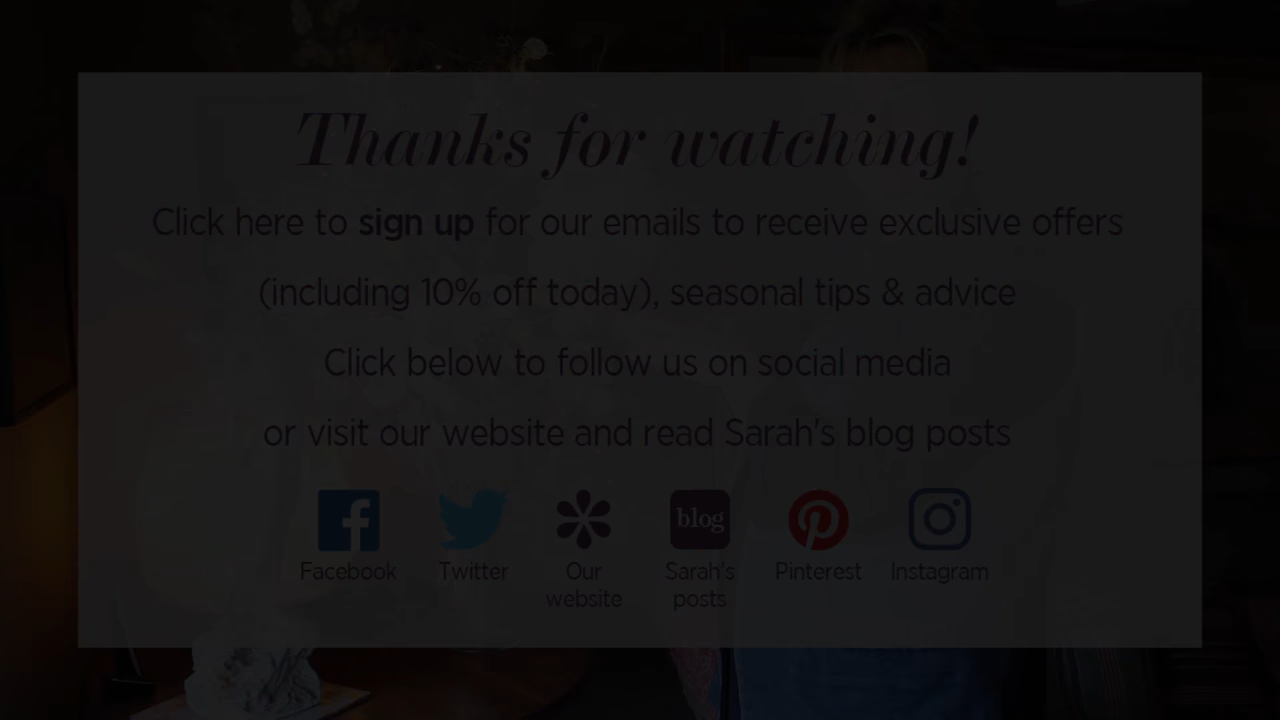 Thanks for watching!
Click here to sign up for our emails to receive exclusive offers
(including 10% off today), seasonal tips & advice
Click below to follow us on social media
or visit our website and read Sarah's blog posts
blog
Facebook Twitter Our website Sarah's posts Pinterest Instagram